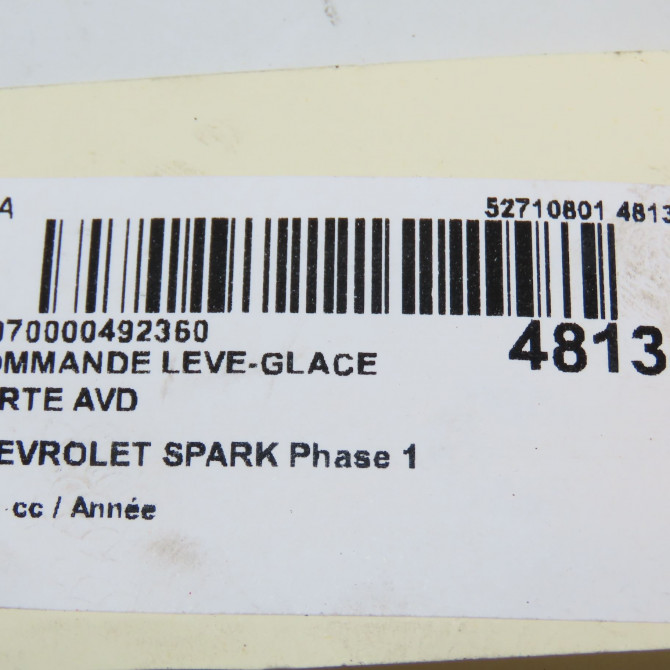 A 52710801 4813
070000492360 4813
OMMANDE LEVE-GLACE
RTE AVD
EVROLET SPARK Phase 1
cc / Année